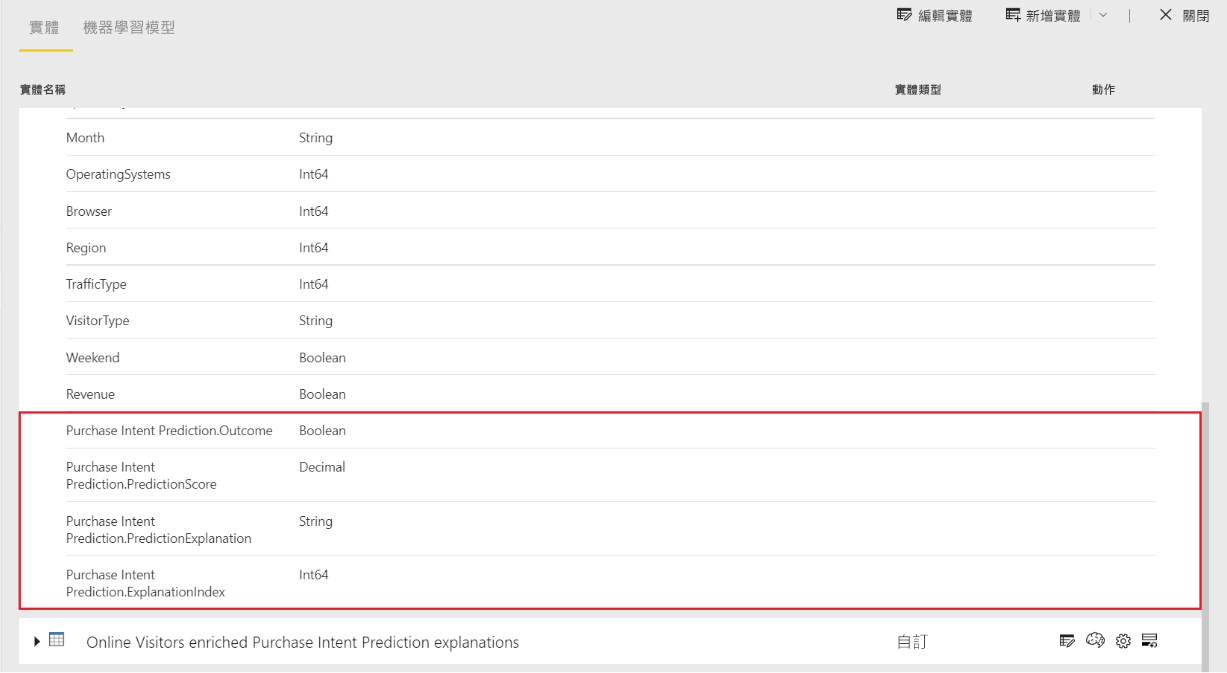 實體 機器學習模型 編輯實體 新增實體 關閉
實體名稱 實體類型 動作
Month String
OperatingSystems Int64
Browser Int64
Region Int64
TrafficType Int64
VisitorType String
Weekend Boolean
Revenue Boolean
Purchase Intent Prediction.Outcome Boolean
Purchase Intent Decimal
Prediction.PredictionScore
Purchase Intent String
Prediction.PredictionExplanation
Purchase Intent Int64
Prediction.ExplanationIndex
Online Visitors enriched Purchase Intent Prediction explanations 自訂